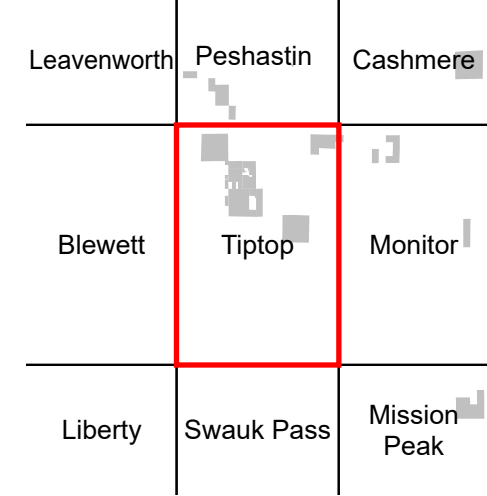 Leavenworth
Peshastin
Cashmere
Blewett
Tiptop
Monitor
Liberty
Swauk Pass
Mission
Peak